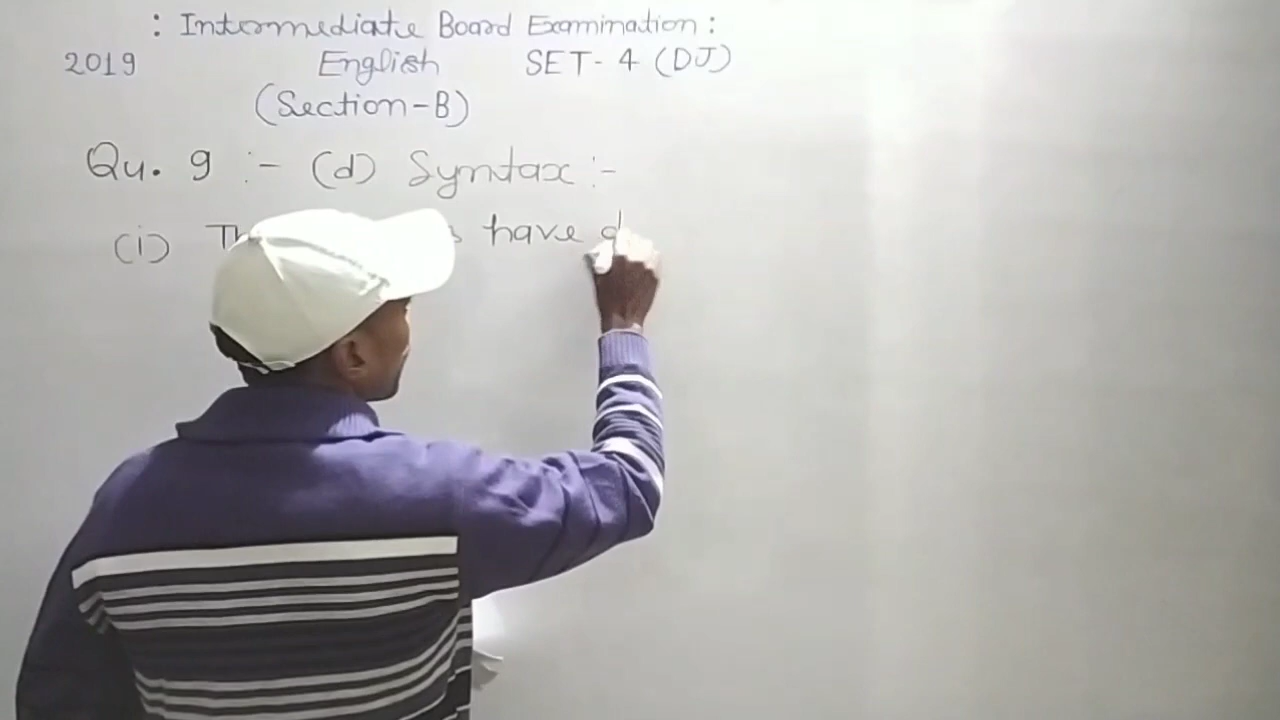 : Intermediate Board Examination :
2019 English SET-4 (DJ)
(Section-B)
Qu. 9 :- (d) Syntax :-
(i) have